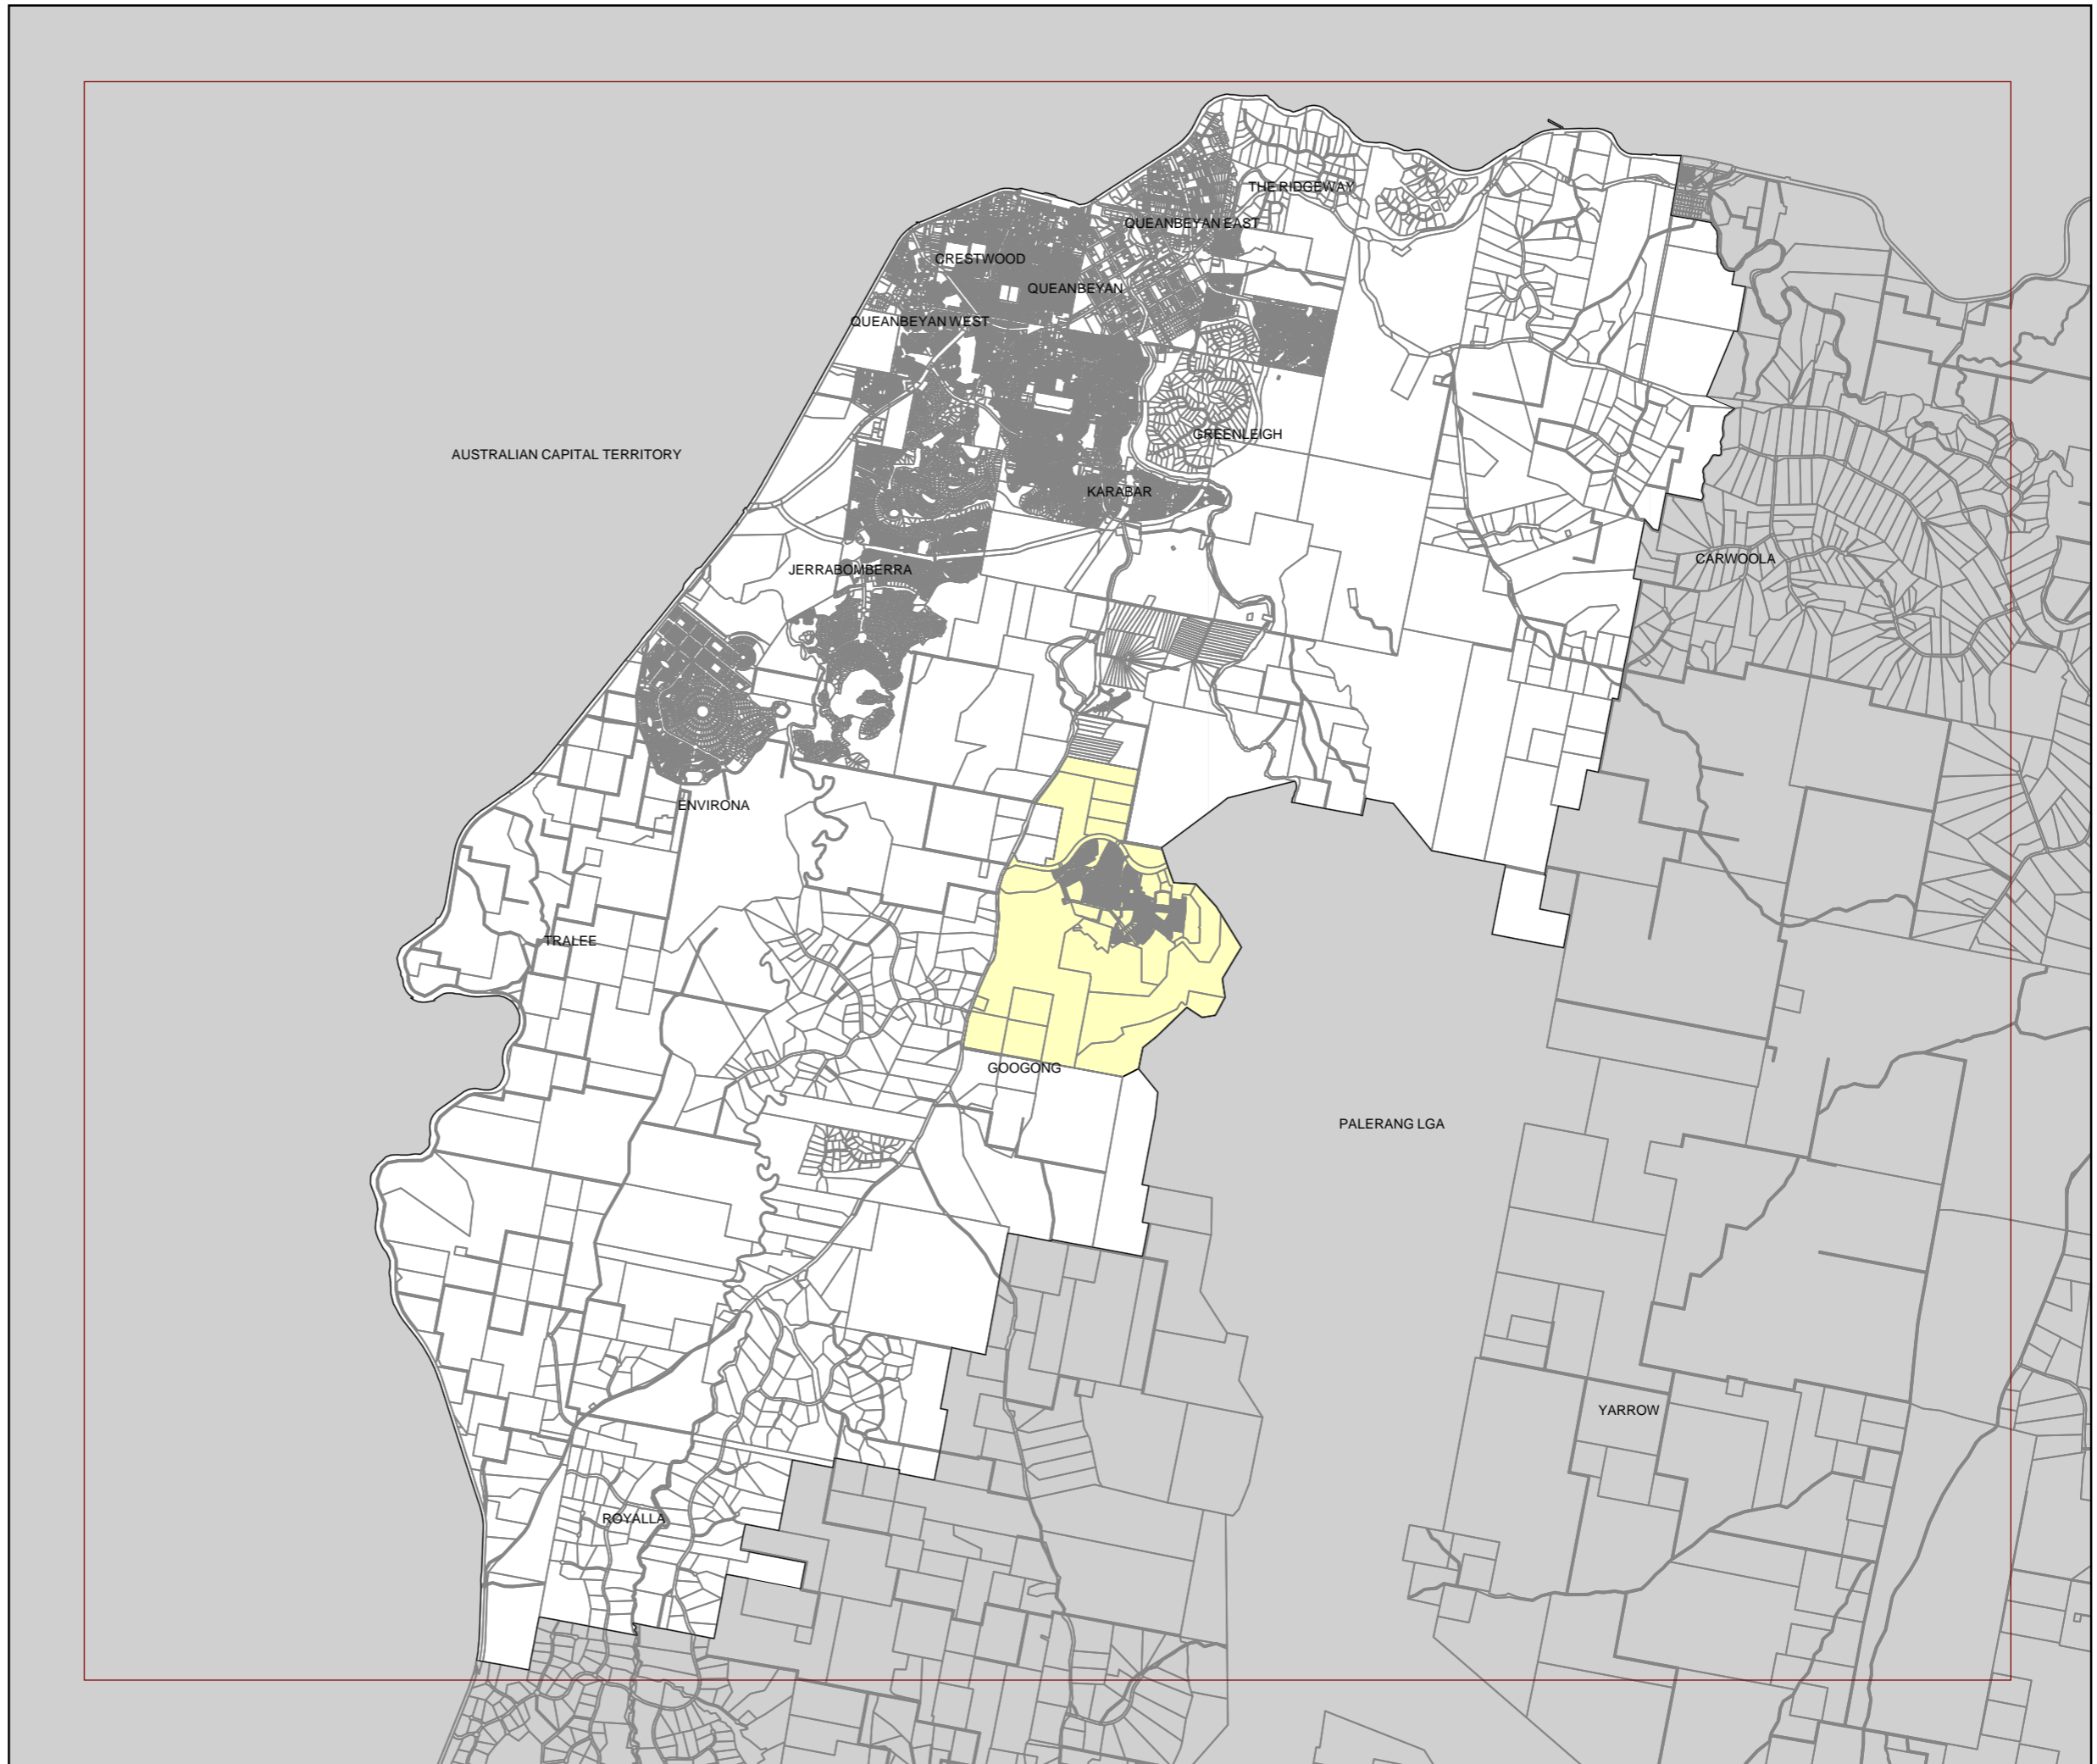 THE RIDGEWAY
QUEANBEYAN EAST
CRESTWOOD
QUEANBEYAN
QUEANBEYAN WEST
GREENLEIGH
AUSTRALIAN CAPITAL TERRITORY
KARABAR
CARWOOLA
JERRABOMBERRA
ENVIRONA
TRALEE
GOOGONG
PALERANG LGA
YARROW
ROYALLA